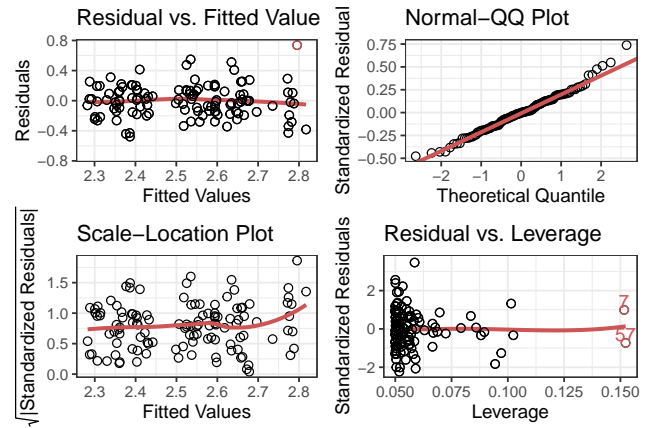 Residual vs. Fitted Value
Residuals
0.8
0.4
0.0
−0.4
−0.8
2.3 2.4 2.5 2.6 2.7 2.8
Fitted Values
Normal−QQ Plot
Standardized Residual
0.75
0.50
0.25
0.00
−0.25
−0.50
−2 −1 0 1 2
Theoretical Quantile
Scale−Location Plot
√|Standardized Residuals|
1.5
1.0
0.5
0.0
2.3 2.4 2.5 2.6 2.7 2.8
Fitted Values
Residual vs. Leverage
Standardized Residual
2
0
−2
7
57
0.050 0.075 0.100 0.125 0.150
Leverage